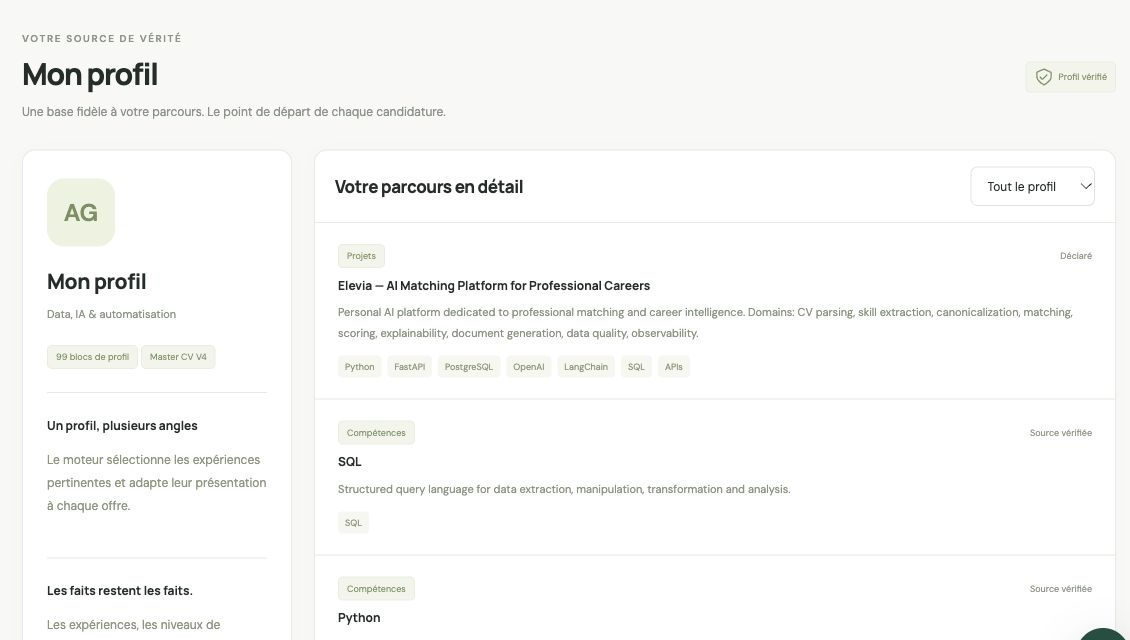 VOTRE SOURCE DE VÉRITÉ
Mon profil
Profil vérifié
Une base fidèle à votre parcours. Le point de départ de chaque candidature.
AG
Mon profil
Data, IA & automatisation
99 blocs de profil
Master CV V4
Un profil, plusieurs angles
Le moteur sélectionne les expériences
pertinentes et adapte leur présentation
à chaque offre.
Les faits restent les faits.
Les expériences, les niveaux de
Votre parcours en détail
Tout le profil
Projets
Déclaré
Elevia — AI Matching Platform for Professional Careers
Personal AI platform dedicated to professional matching and career intelligence. Domains: CV parsing, skill extraction, canonicalization, matching,
scoring, explainability, document generation, data quality, observability.
Python
FastAPI
PostgreSQL
OpenAI
LangChain
SQL
APIs
Compétences
Source vérifiée
SQL
Structured query language for data extraction, manipulation, transformation and analysis.
SQL
Compétences
Source vérifiée
Python